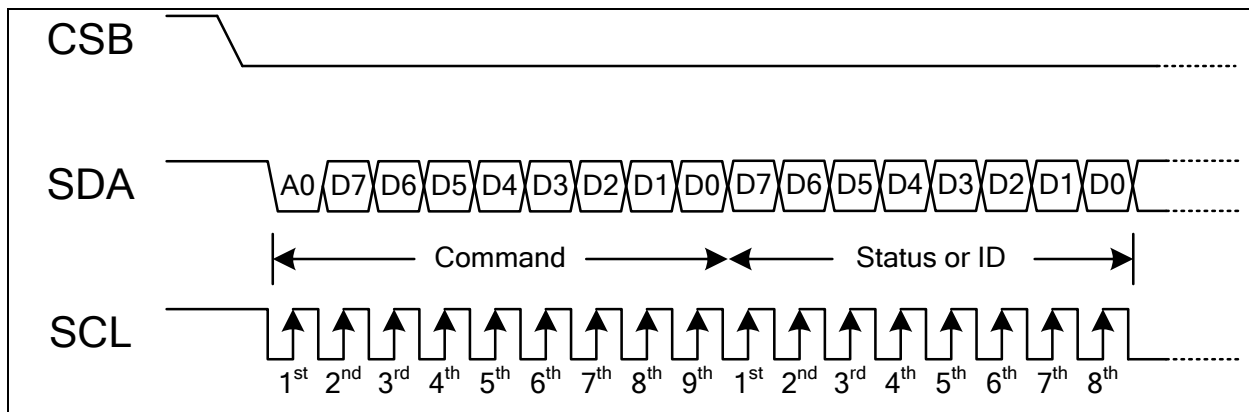 CSB
SDA A0 D7 D6 D5 D4 D3 D2 D1 D0 D7 D6 D5 D4 D3 D2 D1 D0
Command Status or ID
SCL
1st 2nd 3rd 4th 5th 6th 7th 8th 9th 1st 2nd 3rd 4th 5th 6th 7th 8th